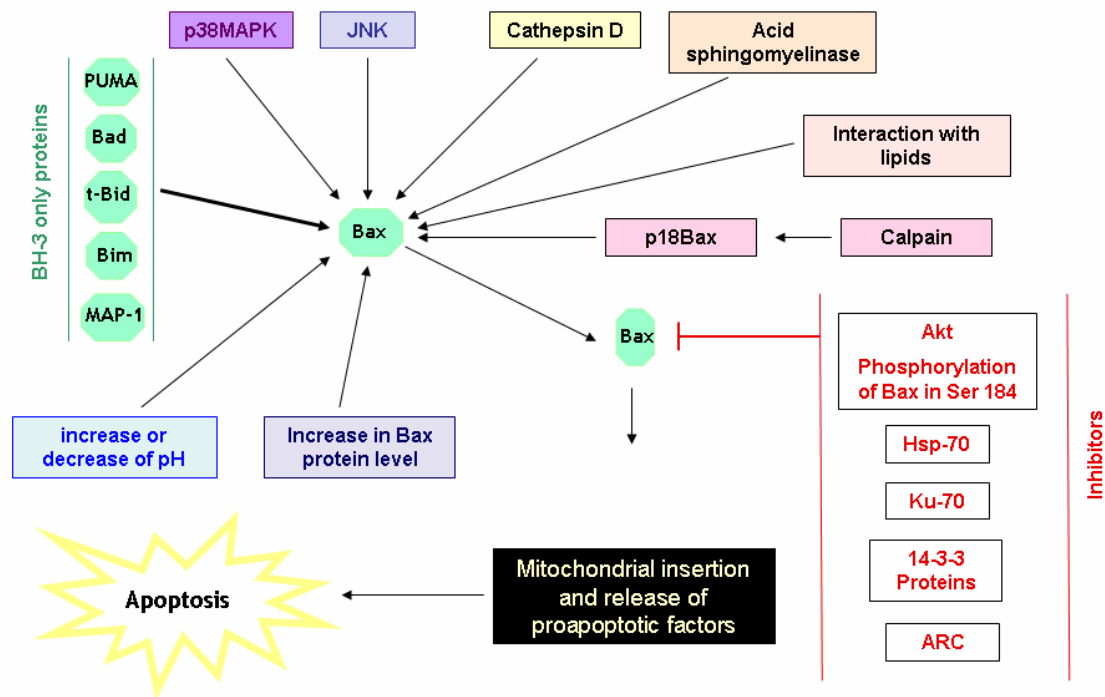 p38MAPK
JNK
Cathepsin D
Acid
sphingomyelinase
BH-3 only proteins
PUMA
Bad
t-Bid
Bim
MAP-1
Interaction with
lipids
Bax
p18Bax
Calpain
Bax
Akt
Phosphorylation
of Bax in Ser 184
Hsp-70
Ku-70
14-3-3
Proteins
ARC
Inhibitors
increase or
decrease of pH
Increase in Bax
protein level
Apoptosis
Mitochondrial insertion
and release of
proapoptotic factors